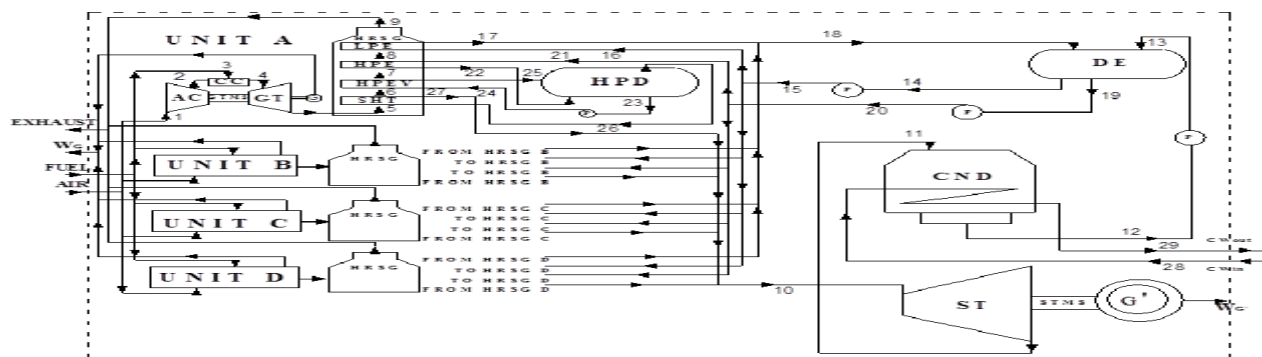 9
17
18
13
UNIT A
HRSG
LPE
HPE
HPEV
SHT
8
7
6
5
21
16
22
25
HPD
23
27
24
26
2
3
4
CC
AC
STMS
GT
1
15
P
14
DE
19
20
P
P
P
EXHAUST
WG
FUEL
AIR
UNIT B
HRSG
FROM HRSG B
TO HRSG B
TO HRSG B
FROM HRSG B
11
CND
UNIT C
HRSG
FROM HRSG C
TO HRSG C
TO HRSG C
FROM HRSG C
12
29
CWout
28
CWin
UNIT D
HRSG
FROM HRSG D
TO HRSG D
TO HRSG D
FROM HRSG D
10
ST
STMS
G'
WG'